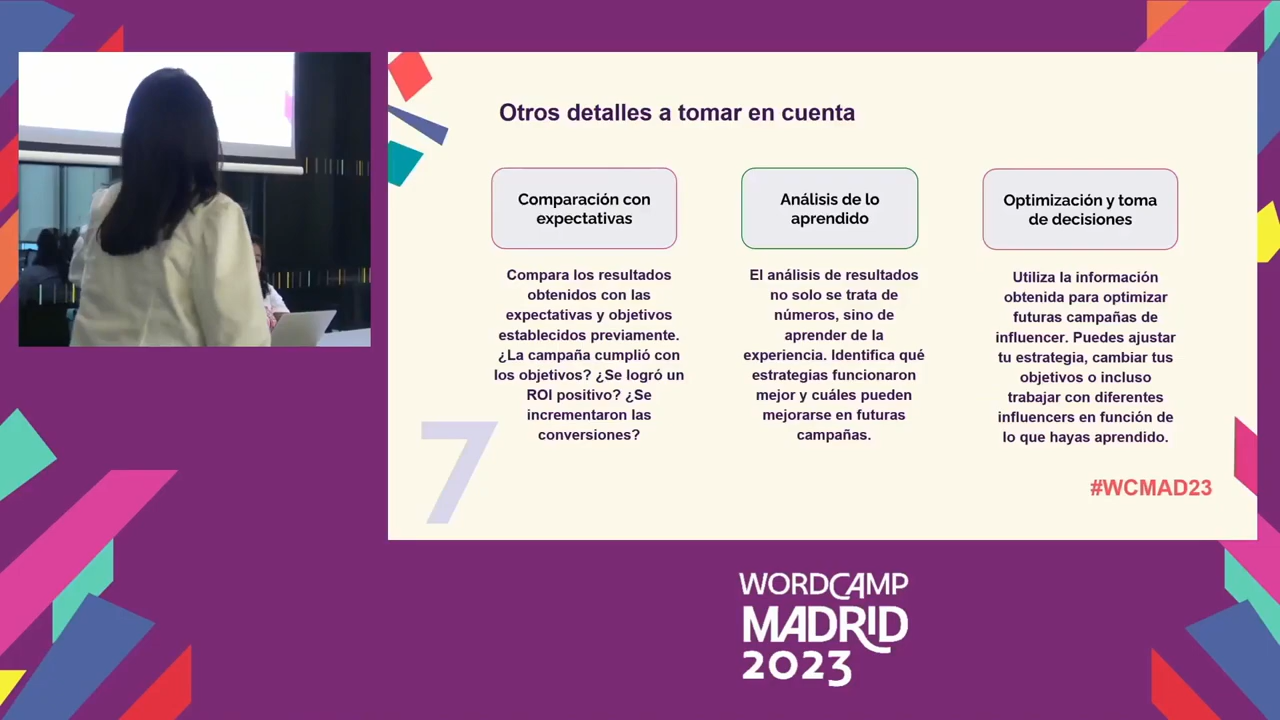 Otros detalles a tomar en cuenta
Comparación con
expectativas
Compara los resultados
obtenidos con las
expectativas y objetivos
establecidos previamente.
¿La campaña cumplió con
los objetivos? ¿Se logró un
ROI positivo? ¿Se
incrementaron las
conversiones?
Análisis de lo
aprendido
El análisis de resultados
no solo se trata de
números, sino de
aprender de la
experiencia. Identifica qué
estrategias funcionaron
mejor y cuáles pueden
mejorarse en futuras
campañas.
Optimización y toma
de decisiones
Utiliza la información
obtenida para optimizar
futuras campañas de
influencer. Puedes ajustar
tu estrategia, cambiar tus
objetivos o incluso
trabajar con diferentes
influencers en función de
lo que hayas aprendido.
7
#WCMAD23
WORDCAMP
MADRID
2023